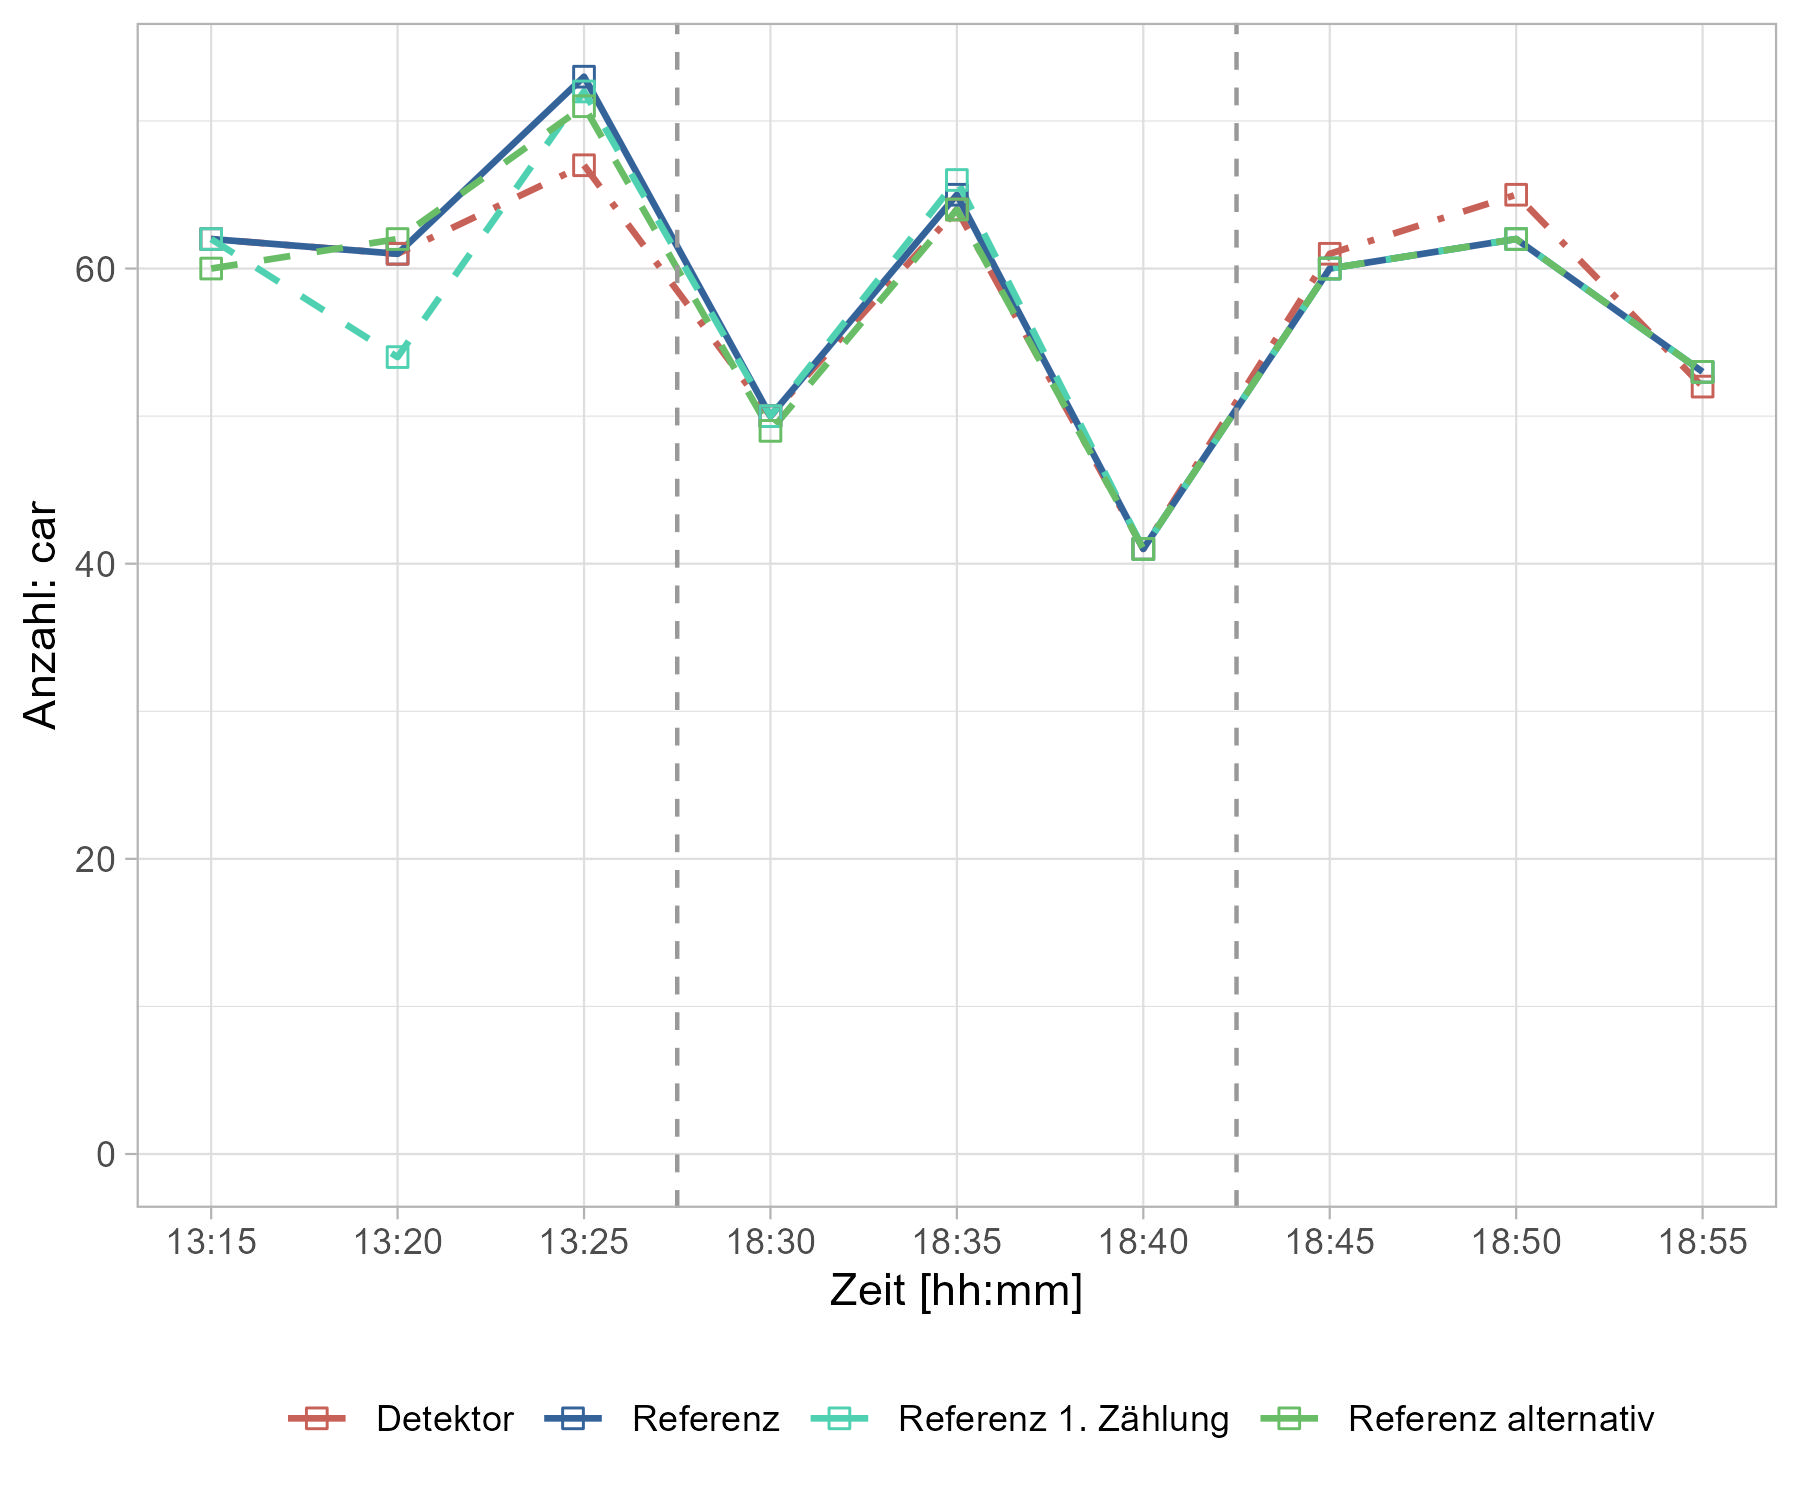 Anzahl: car
60
40
20
0
13:15 13:20 13:25 18:30 18:35 18:40 18:45 18:50 18:55
Zeit [hh:mm]
Detektor Referenz Referenz 1. Zählung Referenz alternativ